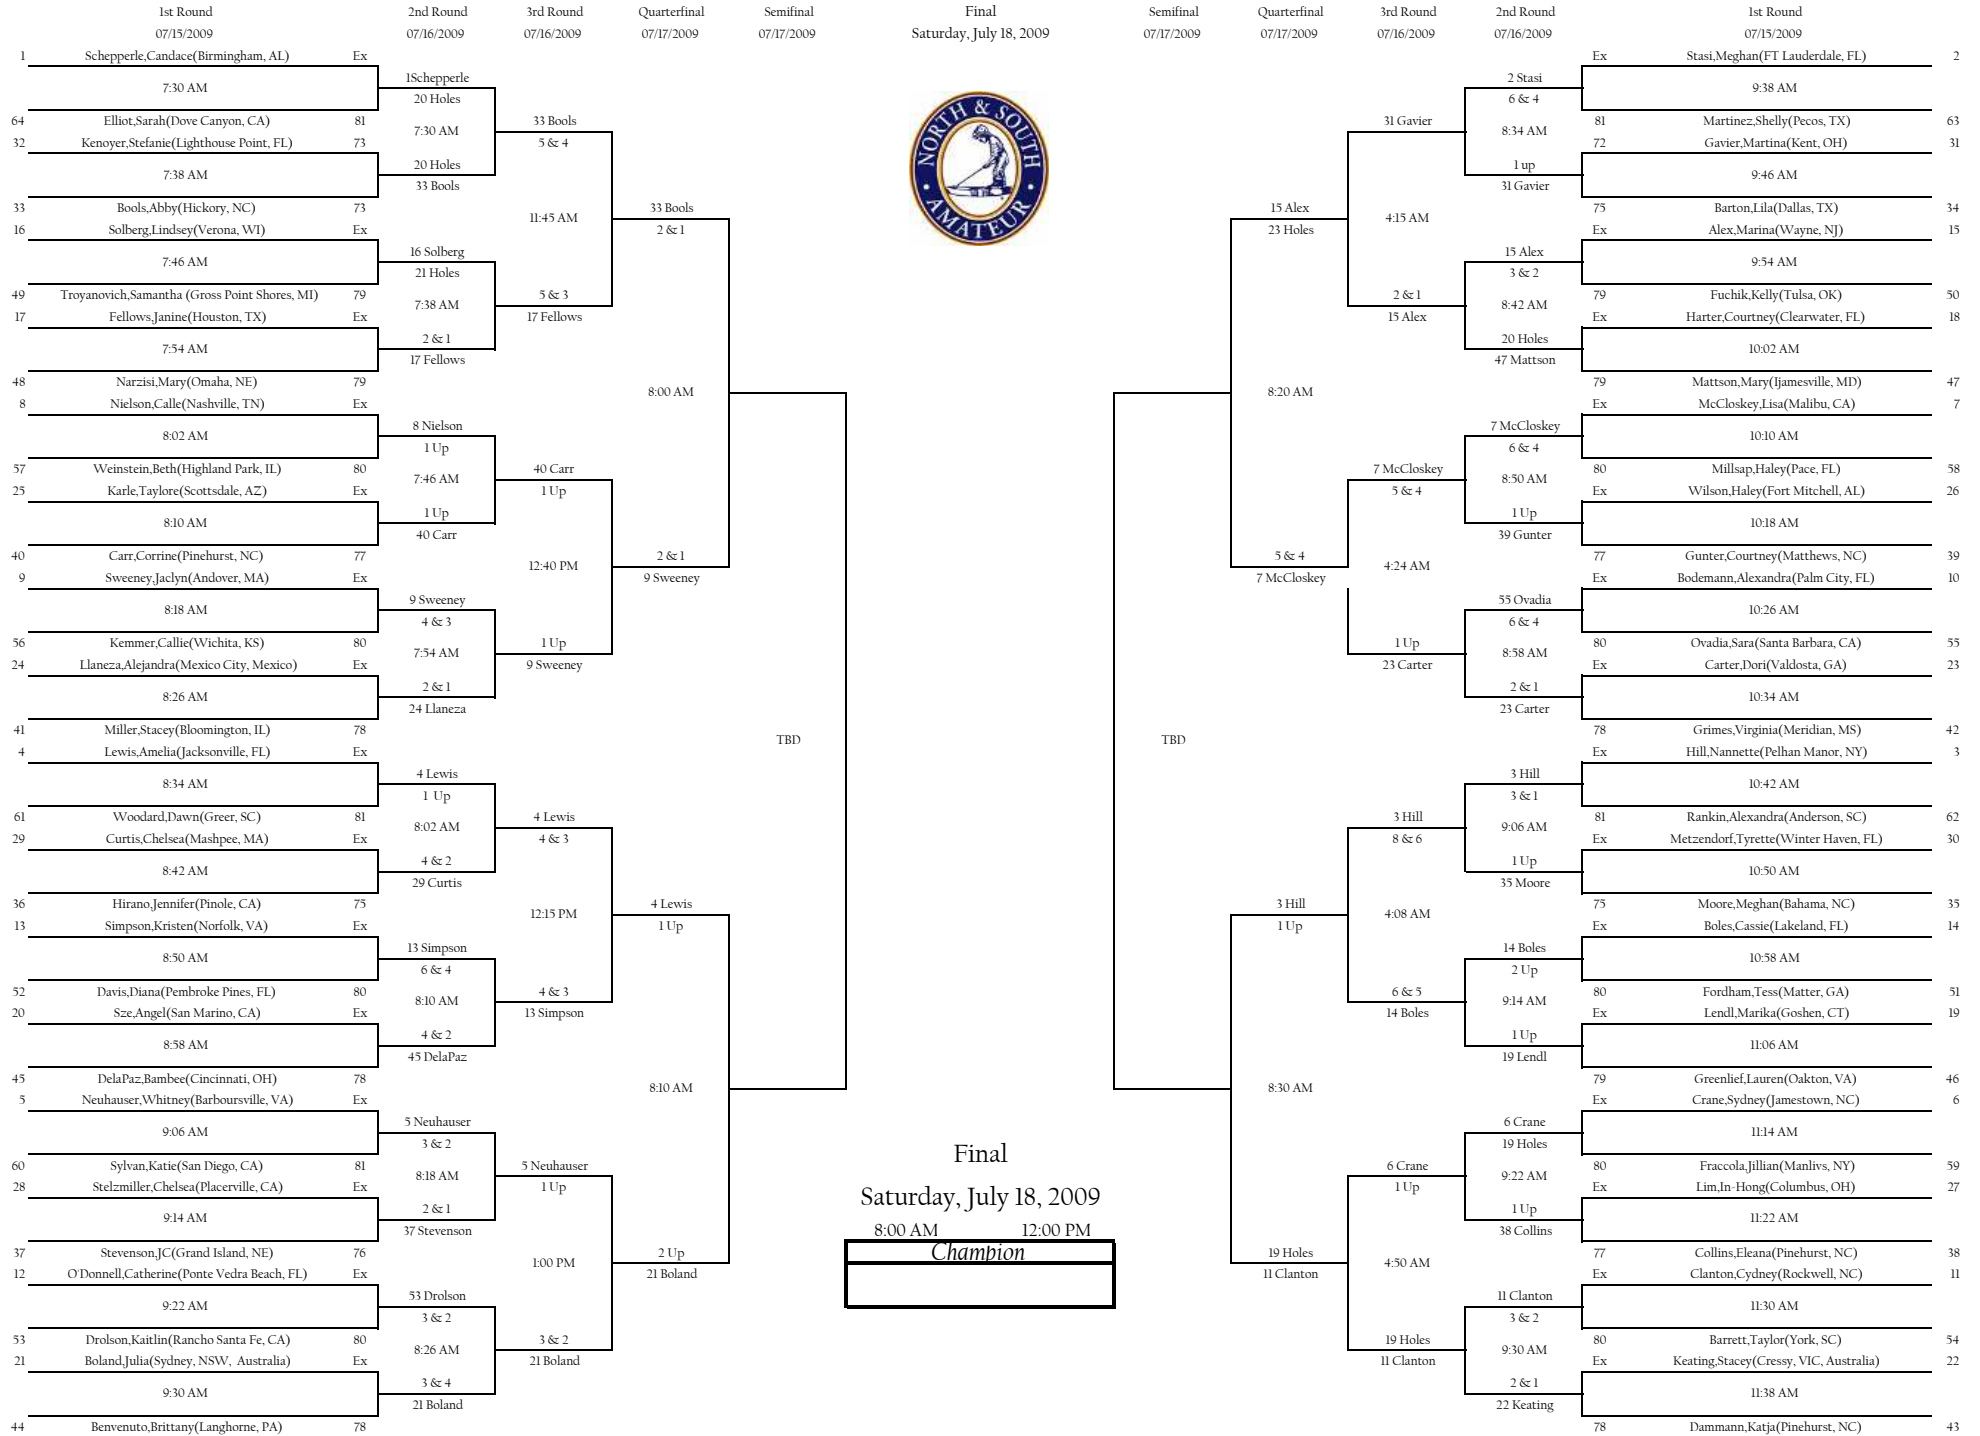 1st Round 2nd Round 3rd Round Quarterfinal Semifinal Final Semifinal Quarterfinal 3rd Round 2nd Round 1st Round
07/15/2009 07/16/2009 07/16/2009 07/17/2009 07/17/2009 Saturday, July 18, 2009 07/17/2009 07/17/2009 07/16/2009 07/16/2009 07/15/2009
1 Schepperle,Candace(Birmingham, AL) Ex Ex Stasi,Meghan(FT Lauderdale, FL) 2
1Schepperle 2 Stasi
7:30 AM 9:38 AM
20 Holes 6 & 4
64 Elliot,Sarah(Dove Canyon, CA) 81 33 Bools 31 Gavier 81 Martinez,Shelly(Pecos, TX) 63
7:30 AM 8:34 AM
32 Kenoyer,Stefanie(Lighthouse Point, FL) 73 5 & 4 72 Gavier,Martina(Kent, OH) 31
20 Holes 1 up
7:38 AM 9:46 AM
33 Bools 31 Gavier
NORTH & SOUTH
AMATEUR
33 Bools,Abby(Hickory, NC) 73 33 Bools 15 Alex 75 Barton,Lila(Dallas, TX) 34
11:45 AM 4:15 AM
16 Solberg,Lindsey(Verona, WI) Ex 2 & 1 23 Holes Ex Alex,Marina(Wayne, NJ) 15
16 Solberg 15 Alex
7:46 AM 9:54 AM
21 Holes 3 & 2
49 Troyanovich,Samantha (Gross Point Shores, MI) 79 5 & 3 2 & 1 79 Fuchik,Kelly(Tulsa, OK) 50
7:38 AM 8:42 AM
17 Fellows,Janine(Houston, TX) Ex 17 Fellows 15 Alex Ex Harter,Courtney(Clearwater, FL) 18
2 & 1 20 Holes
7:54 AM 10:02 AM
17 Fellows 47 Mattson
48 Narzisi,Mary(Omaha, NE) 79 79 Mattson,Mary(Ijamesville, MD) 47
8:00 AM 8:20 AM
8 Nielson,Calle(Nashville, TN) Ex Ex McCloskey,Lisa(Malibu, CA) 7
8 Nielson 7 McCloskey
8:02 AM 10:10 AM
1 Up 6 & 4
57 Weinstein,Beth(Highland Park, IL) 80 40 Carr 7 McCloskey 80 Millsap,Haley(Pace, FL) 58
7:46 AM 8:50 AM
25 Karle,Taylore(Scottsdale, AZ) Ex 1 Up 5 & 4 Ex Wilson,Haley(Fort Mitchell, AL) 26
1 Up 1 Up
8:10 AM 10:18 AM
40 Carr 39 Gunter
40 Carr,Corrine(Pinehurst, NC) 77 2 & 1 5 & 4 77 Gunter,Courtney(Matthews, NC) 39
12:40 PM 4:24 AM
9 Sweeney,Jaclyn(Andover, MA) Ex 9 Sweeney 7 McCloskey Ex Bodemann,Alexandra(Palm City, FL) 10
9 Sweeney 55 Ovadia
8:18 AM 10:26 AM
4 & 3 6 & 4
56 Kemmer,Callie(Wichita, KS) 80 1 Up 1 Up 80 Ovadia,Sara(Santa Barbara, CA) 55
7:54 AM 8:58 AM
24 Llaneza,Alejandra(Mexico City, Mexico) Ex 9 Sweeney 23 Carter Ex Carter,Dori(Valdosta, GA) 23
2 & 1 2 & 1
8:26 AM 10:34 AM
24 Llaneza 23 Carter
41 Miller,Stacey(Bloomington, IL) 78 78 Grimes,Virginia(Meridian, MS) 42
TBD TBD
4 Lewis,Amelia(Jacksonville, FL) Ex Ex Hill,Nannette(Pelhan Manor, NY) 3
4 Lewis 3 Hill
8:34 AM 10:42 AM
1 Up 3 & 1
61 Woodard,Dawn(Greer, SC) 81 4 Lewis 3 Hill 81 Rankin,Alexandra(Anderson, SC) 62
8:02 AM 9:06 AM
29 Curtis,Chelsea(Mashpee, MA) Ex 4 & 3 8 & 6 Ex Metzendorf,Tyrette(Winter Haven, FL) 30
4 & 2 1 Up
8:42 AM 10:50 AM
29 Curtis 35 Moore
36 Hirano,Jennifer(Pinole, CA) 75 4 Lewis 3 Hill 75 Moore,Meghan(Bahama, NC) 35
12:15 PM 4:08 AM
13 Simpson,Kristen(Norfolk, VA) Ex 1 Up 1 Up Ex Boles,Cassie(Lakeland, FL) 14
13 Simpson 14 Boles
8:50 AM 10:58 AM
6 & 4 2 Up
52 Davis,Diana(Pembroke Pines, FL) 80 4 & 3 6 & 5 80 Fordham,Tess(Matter, GA) 51
8:10 AM 9:14 AM
20 Sze,Angel(San Marino, CA) Ex 13 Simpson 14 Boles Ex Lendl,Marika(Goshen, CT) 19
4 & 2 1 Up
8:58 AM 11:06 AM
45 DelaPaz 19 Lendl
45 DelaPaz,Bambee(Cincinnati, OH) 78 79 Greenlief,Lauren(Oakton, VA) 46
8:10 AM 8:30 AM
5 Neuhauser,Whitney(Barboursville, VA) Ex Ex Crane,Sydney(Jamestown, NC) 6
5 Neuhauser 6 Crane
9:06 AM 11:14 AM
3 & 2 19 Holes
Final
60 Sylvan,Katie(San Diego, CA) 81 5 Neuhauser 6 Crane 80 Fraccola,Jillian(Manlivs, NY) 59
8:18 AM 9:22 AM
28 Stelzmiller,Chelsea(Placerville, CA) Ex 1 Up 1 Up Ex Lim,In-Hong(Columbus, OH) 27
Saturday, July 18, 2009
2 & 1 1 Up
9:14 AM 11:22 AM
37 Stevenson 8:00 AM 12:00 PM 38 Collins
37 Stevenson,JC(Grand Island, NE) 76 2 Up Champion 19 Holes 77 Collins,Eleana(Pinehurst, NC) 38
1:00 PM 4:50 AM
12 O'Donnell,Catherine(Ponte Vedra Beach, FL) Ex 21 Boland 11 Clanton Ex Clanton,Cydney(Rockwell, NC) 11
53 Drolson 11 Clanton
9:22 AM 11:30 AM
3 & 2 3 & 2
53 Drolson,Kaitlin(Rancho Santa Fe, CA) 80 3 & 2 19 Holes 80 Barrett,Taylor(York, SC) 54
8:26 AM 9:30 AM
21 Boland,Julia(Sydney, NSW, Australia) Ex 21 Boland 11 Clanton Ex Keating,Stacey(Cressy, VIC, Australia) 22
3 & 4 2 & 1
9:30 AM 11:38 AM
21 Boland 22 Keating
44 Benvenuto,Brittany(Langhorne, PA) 78 78 Dammann,Katja(Pinehurst, NC) 43